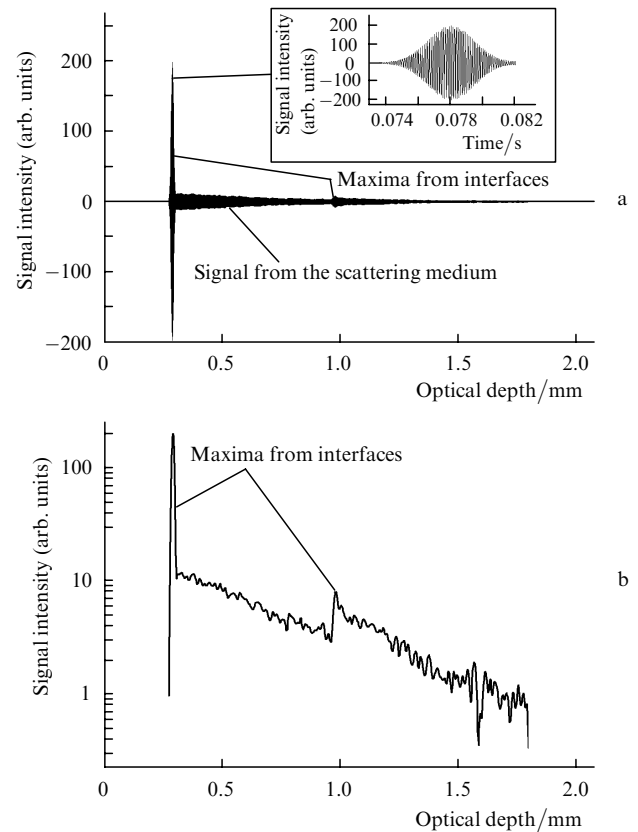 Signal intensity (arb. units)
200
100
0
−100
−200
Signal intensity
(arb. units)
200
100
0
−100
−200
0.074
0.078
0.082
Time/s
Maxima from interfaces
Signal from the scattering medium
a
0
0.5
1.0
1.5
2.0
Optical depth/mm
Signal intensity (arb. units)
100
10
1
Maxima from interfaces
b
0
0.5
1.0
1.5
2.0
Optical depth/mm